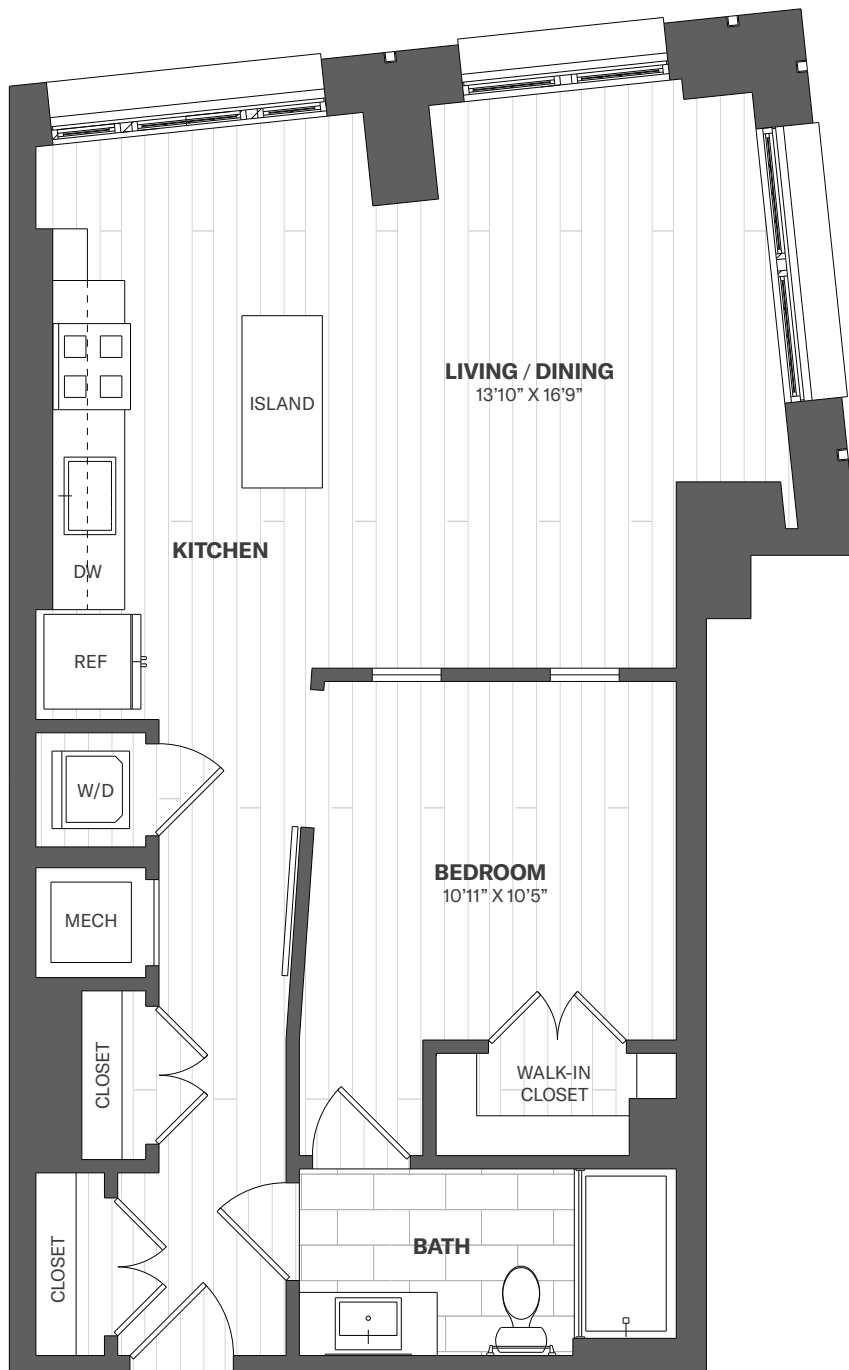 LIVING / DINING
13'10” X 16'9”
ISLAND
KITCHEN
DW
REF
W/D
BEDROOM
10'11” X 10'5”
MECH
CLOSET
WALK-IN
CLOSET
CLOSET
BATH